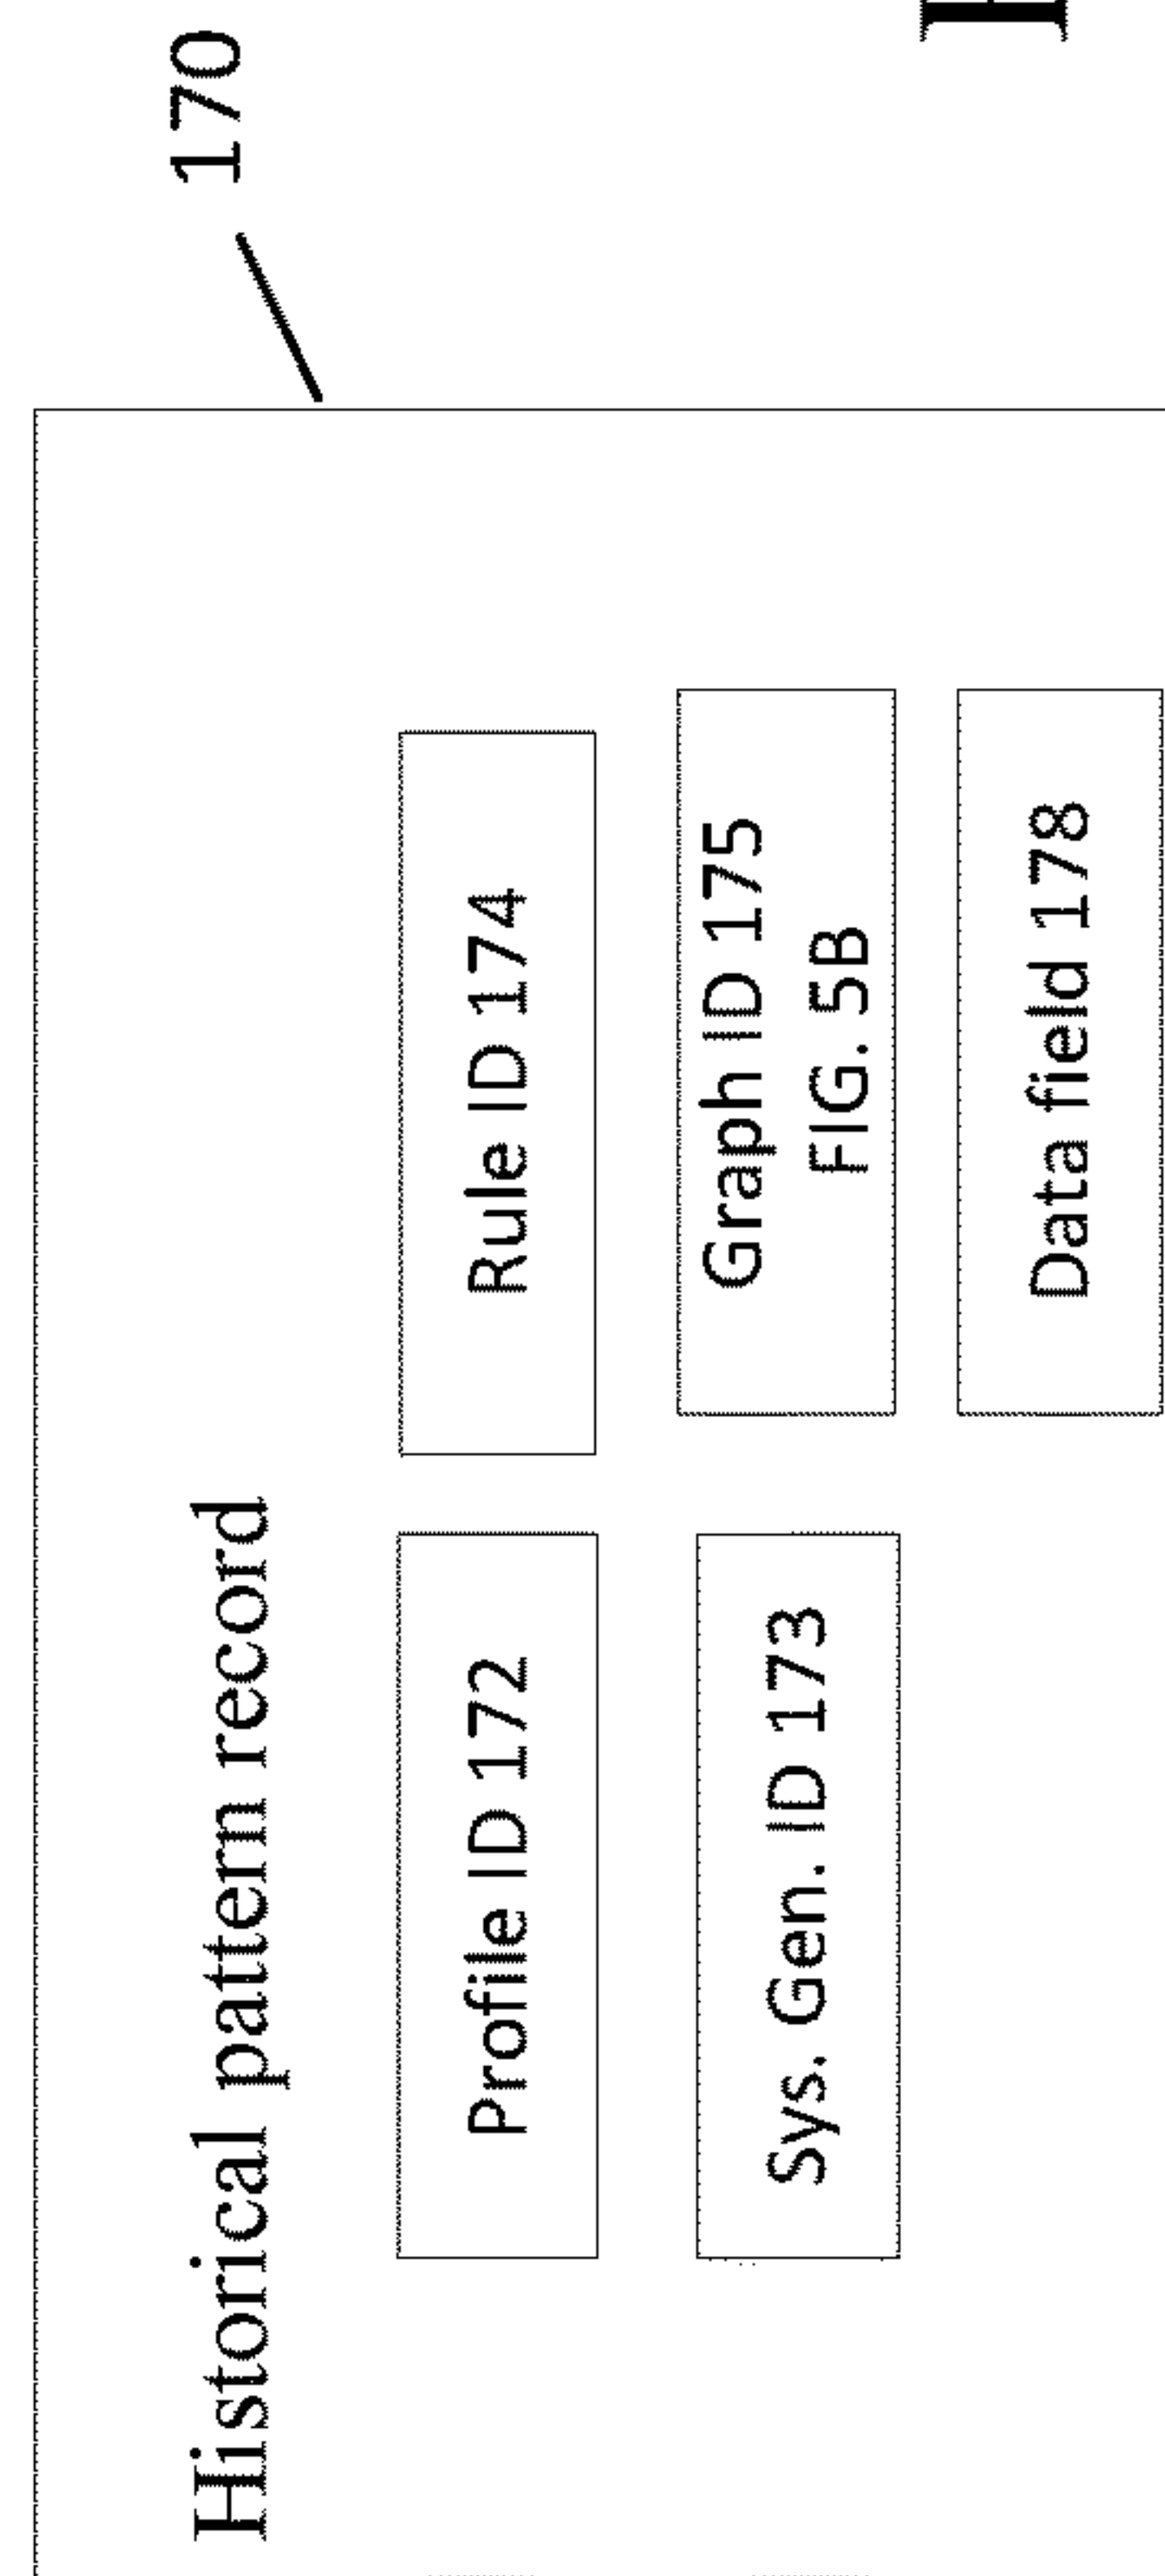 170
Historical pattern record
Profile ID 172
Rule ID 174
Sys. Gen. ID 173
Graph ID 175
FIG. 5B
Data field 178